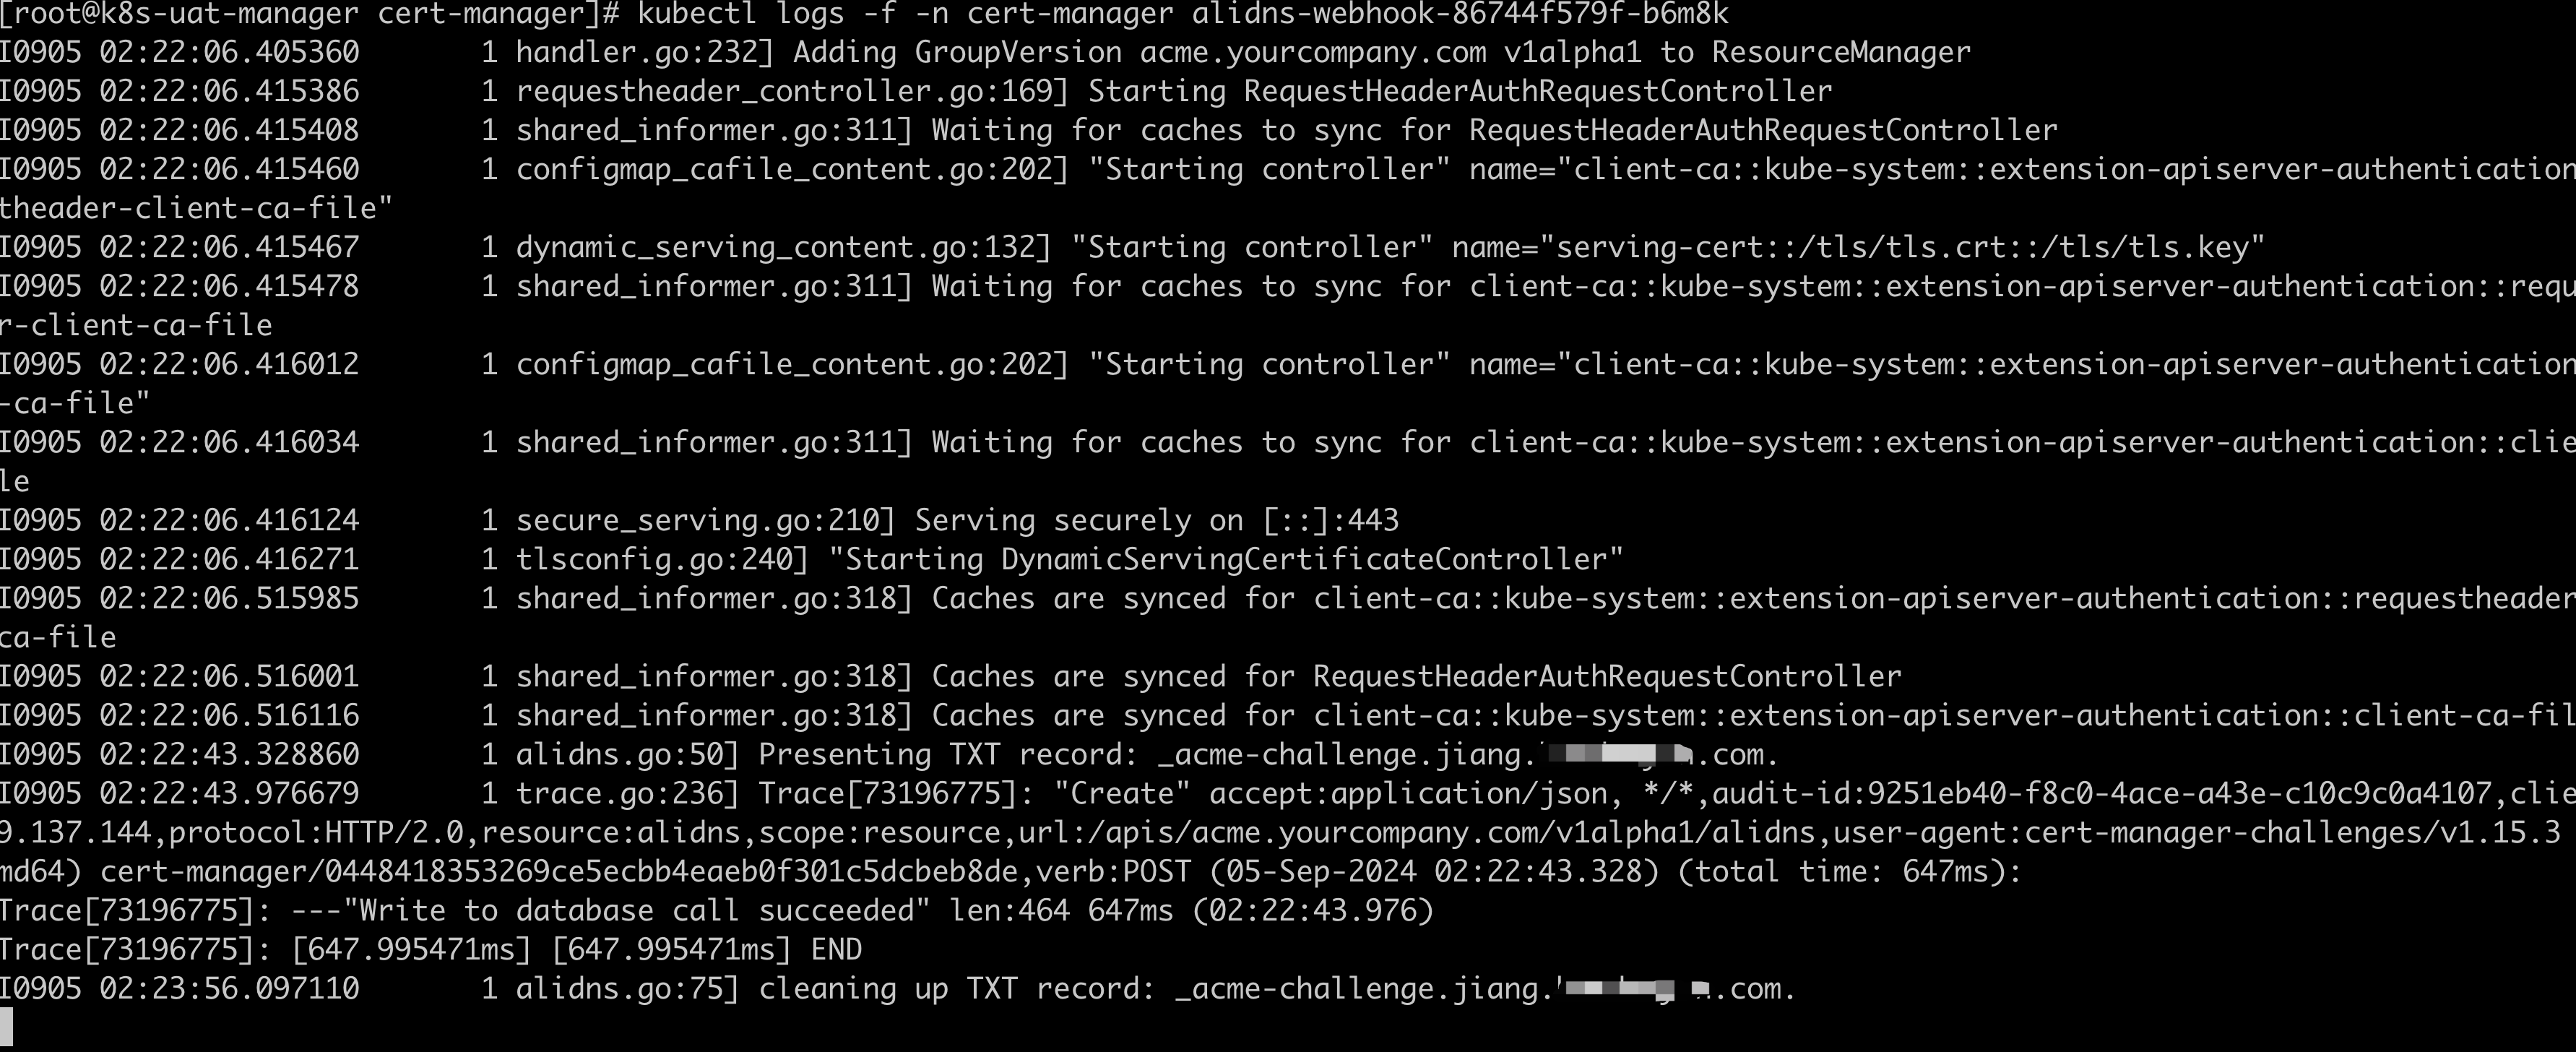 [root@k8s-uat-manager cert-manager]# kubectl logs -f -n cert-manager alidns-webhook-86744f579f-b6m8k
I0905 02:22:06.405360       1 handler.go:232] Adding GroupVersion acme.yourcompany.com v1alpha1 to ResourceManager
I0905 02:22:06.415386       1 requestheader_controller.go:169] Starting RequestHeaderAuthRequestController
I0905 02:22:06.415408       1 shared_informer.go:311] Waiting for caches to sync for RequestHeaderAuthRequestController
I0905 02:22:06.415460       1 configmap_cafile_content.go:202] "Starting controller" name="client-ca::kube-system::extension-apiserver-authentication
theader-client-ca-file"
I0905 02:22:06.415467       1 dynamic_serving_content.go:132] "Starting controller" name="serving-cert::/tls/tls.crt::/tls/tls.key"
I0905 02:22:06.415478       1 shared_informer.go:311] Waiting for caches to sync for client-ca::kube-system::extension-apiserver-authentication::requ
r-client-ca-file
I0905 02:22:06.416012       1 configmap_cafile_content.go:202] "Starting controller" name="client-ca::kube-system::extension-apiserver-authentication
-ca-file"
I0905 02:22:06.416034       1 shared_informer.go:311] Waiting for caches to sync for client-ca::kube-system::extension-apiserver-authentication::clie
le
I0905 02:22:06.416124       1 secure_serving.go:210] Serving securely on [::]:443
I0905 02:22:06.416271       1 tlsconfig.go:240] "Starting DynamicServingCertificateController"
I0905 02:22:06.515985       1 shared_informer.go:318] Caches are synced for client-ca::kube-system::extension-apiserver-authentication::requestheader
ca-file
I0905 02:22:06.516001       1 shared_informer.go:318] Caches are synced for RequestHeaderAuthRequestController
I0905 02:22:06.516116       1 shared_informer.go:318] Caches are synced for client-ca::kube-system::extension-apiserver-authentication::client-ca-fil
I0905 02:22:43.328860       1 alidns.go:50] Presenting TXT record: _acme-challenge.jiang. .com.
I0905 02:22:43.976679       1 trace.go:236] Trace[73196775]: "Create" accept:application/json, */*,audit-id:9251eb40-f8c0-4ace-a43e-c10c9c0a4107,clie
9.137.144,protocol:HTTP/2.0,resource:alidns,scope:resource,url:/apis/acme.yourcompany.com/v1alpha1/alidns,user-agent:cert-manager-challenges/v1.15.3
md64) cert-manager/0448418353269ce5ecbb4eaeb0f301c5dcbeb8de,verb:POST (05-Sep-2024 02:22:43.328) (total time: 647ms):
Trace[73196775]: ---"Write to database call succeeded" len:464 647ms (02:22:43.976)
Trace[73196775]: [647.995471ms] [647.995471ms] END
I0905 02:23:56.097110       1 alidns.go:75] cleaning up TXT record: _acme-challenge.jiang. .com.